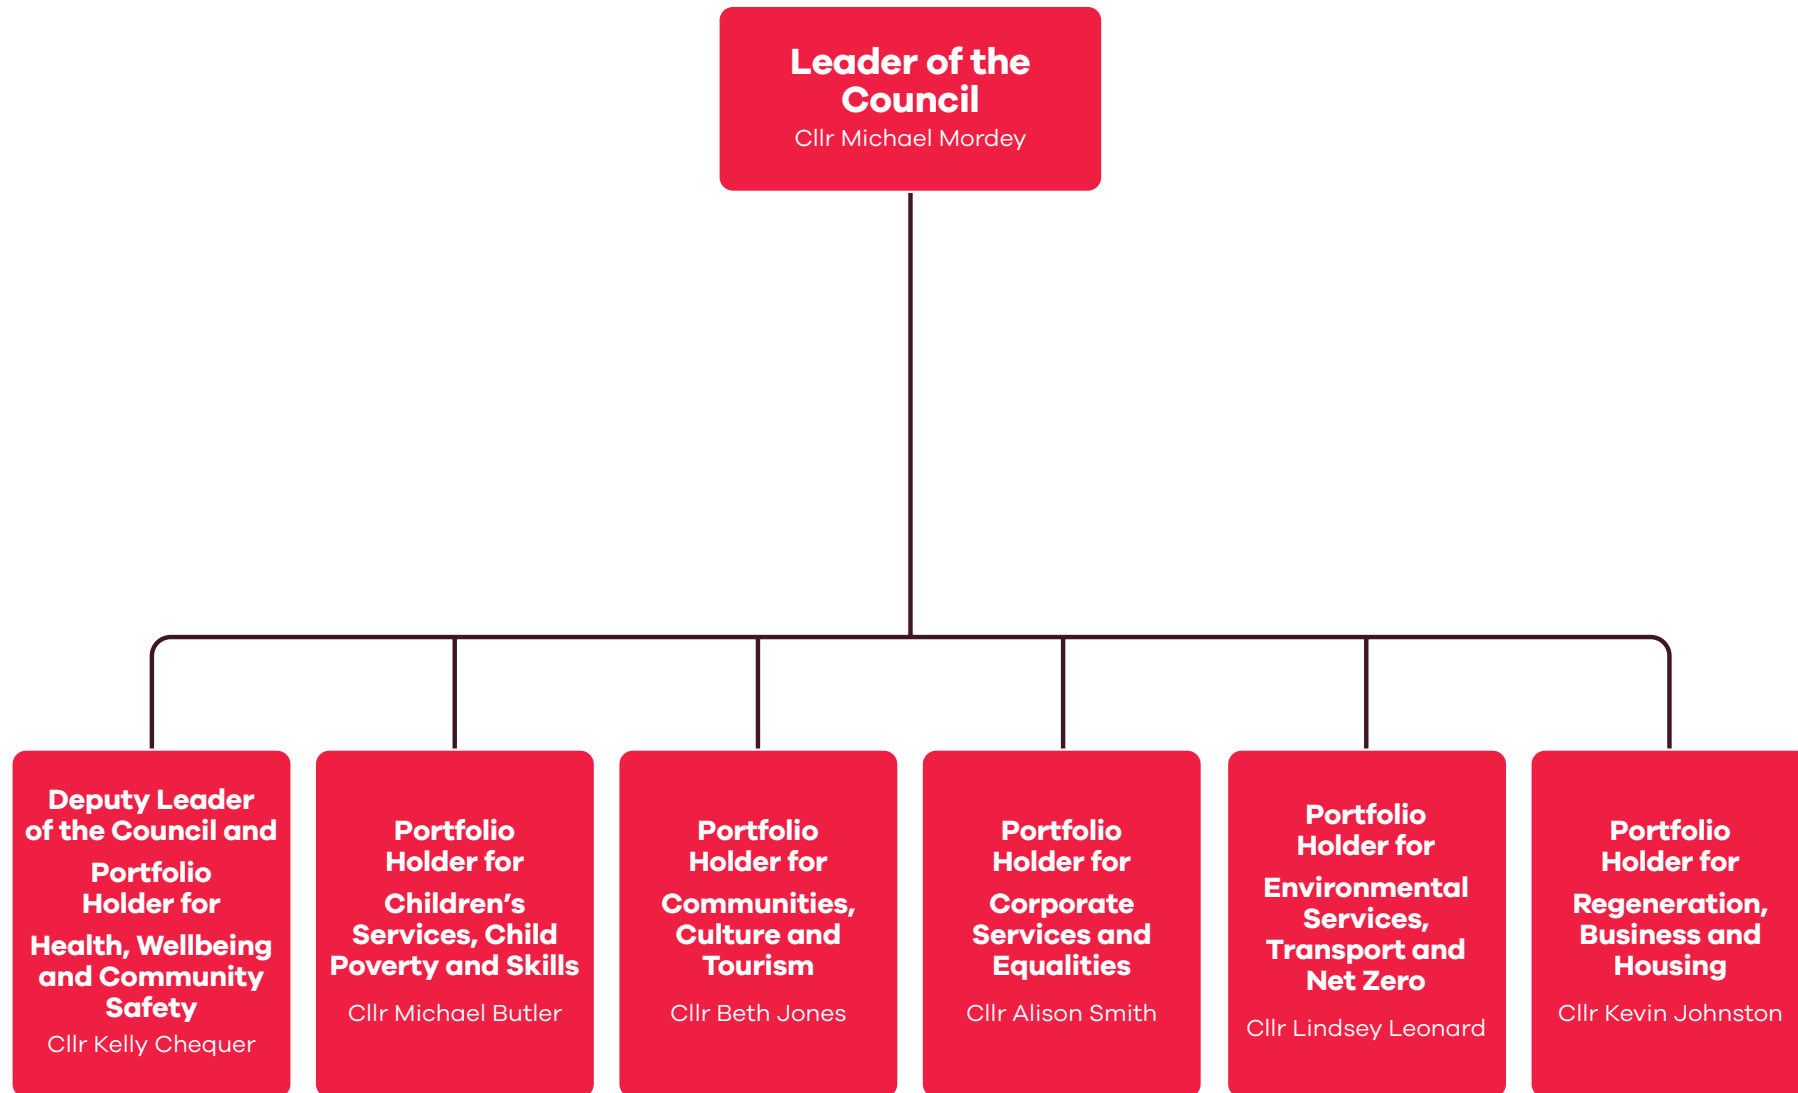 Leader of the
Council
Cllr Michael Mordey
Deputy Leader
of the Council and
Portfolio
Holder for
Health, Wellbeing
and Community
Safety
Cllr Kelly Chequer
Portfolio
Holder for
Children’s
Services, Child
Poverty and Skills
Cllr Michael Butler
Portfolio
Holder for
Communities,
Culture and
Tourism
Cllr Beth Jones
Portfolio
Holder for
Corporate
Services and
Equalities
Cllr Alison Smith
Portfolio
Holder for
Environmental
Services,
Transport and
Net Zero
Cllr Lindsey Leonard
Portfolio
Holder for
Regeneration,
Business and
Housing
Cllr Kevin Johnston